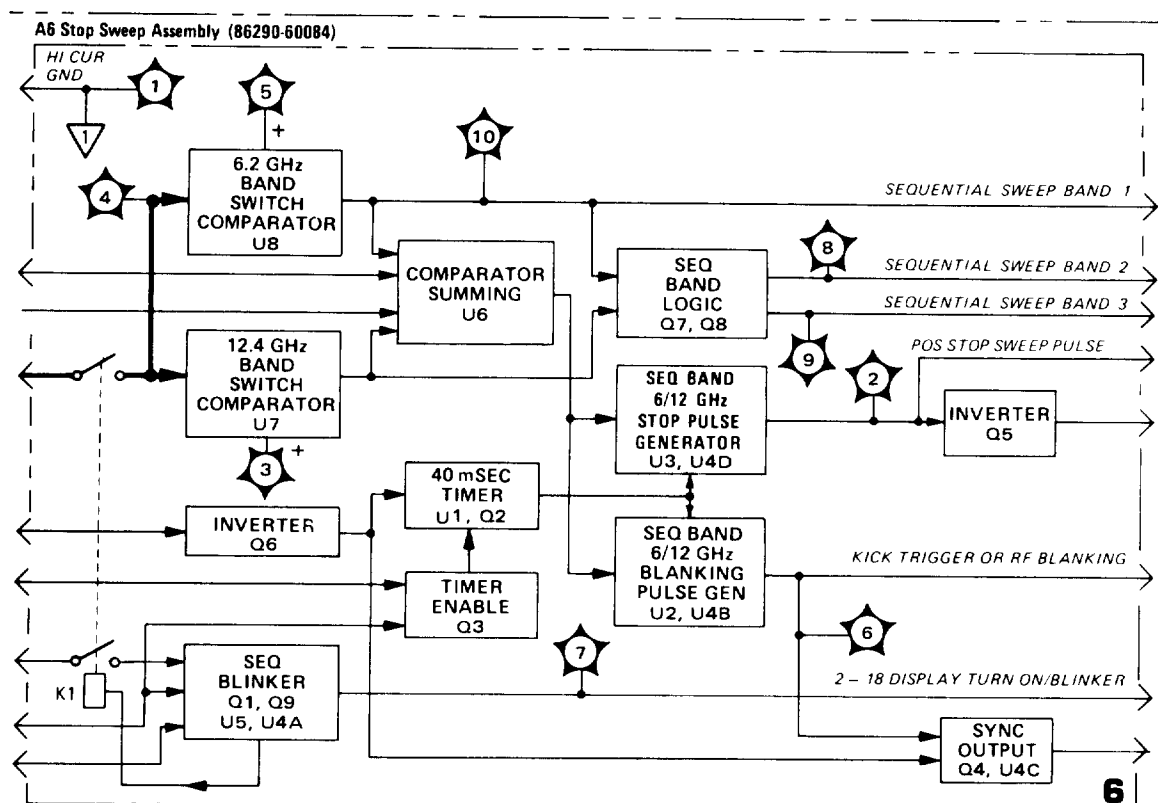 A6 Stop Sweep Assembly (86290-60084)
HI CUR
GND
1
1
5
+
10
4
6.2 GHz
BAND
SWITCH
COMPARATOR
U8
SEQUENTIAL SWEEP BAND 1
COMPARATOR
SUMMING
U6
SEQ
BAND
LOGIC
Q7, Q8
8
SEQUENTIAL SWEEP BAND 2
SEQUENTIAL SWEEP BAND 3
9
12.4 GHz
BAND
SWITCH
COMPARATOR
U7
3
+
POS STOP SWEEP PULSE
SEQ BAND
6/12 GHz
STOP PULSE
GENERATOR
U3, U4D
2
INVERTER
Q5
INVERTER
Q6
40 mSEC
TIMER
U1, Q2
TIMER
ENABLE
Q3
SEQ BAND
6/12 GHz
BLANKING
PULSE GEN
U2, U4B
KICK TRIGGER OR RF BLANKING
6
7
K1
SEQ
BLINKER
Q1, Q9
U5, U4A
2 – 18 DISPLAY TURN ON/BLINKER
SYNC
OUTPUT
Q4, U4C
6